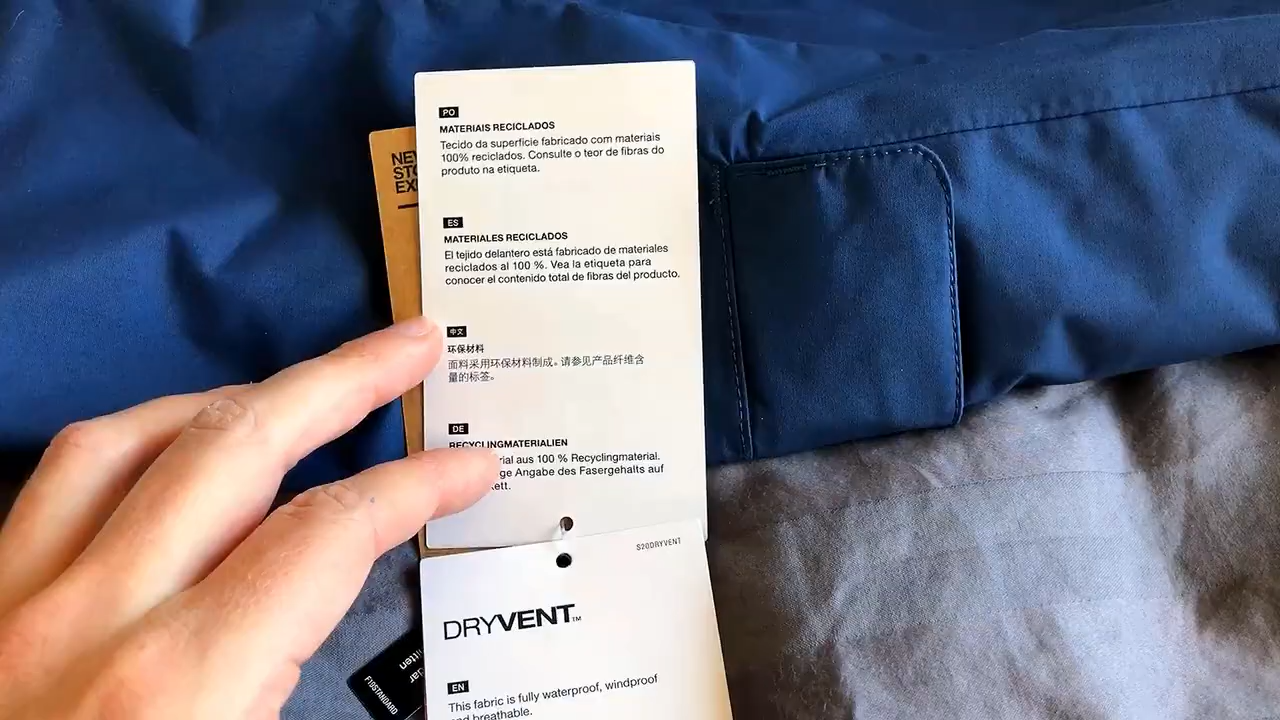 PO
MATERIAIS RECICLADOS
Tecido da superfície fabricado com materiais
100% reciclados. Consulte o teor de fibras do
produto na etiqueta.
ES
MATERIALES RECICLADOS
El tejido delantero está fabricado de materiales
reciclados al 100 %. Vea la etiqueta para
conocer el contenido total de fibras del producto.
中文
环保材料
面料采用环保材料制成。请参见产品纤维含
量的标签。
DE
RECYCLINGMATERIALIEN
aus 100 % Recyclingmaterial.
Angabe des Fasergehalts auf
S20DRYVENT
DRYVENT™
EN
This fabric is fully waterproof, windproof
and breathable.
F10STANDARD